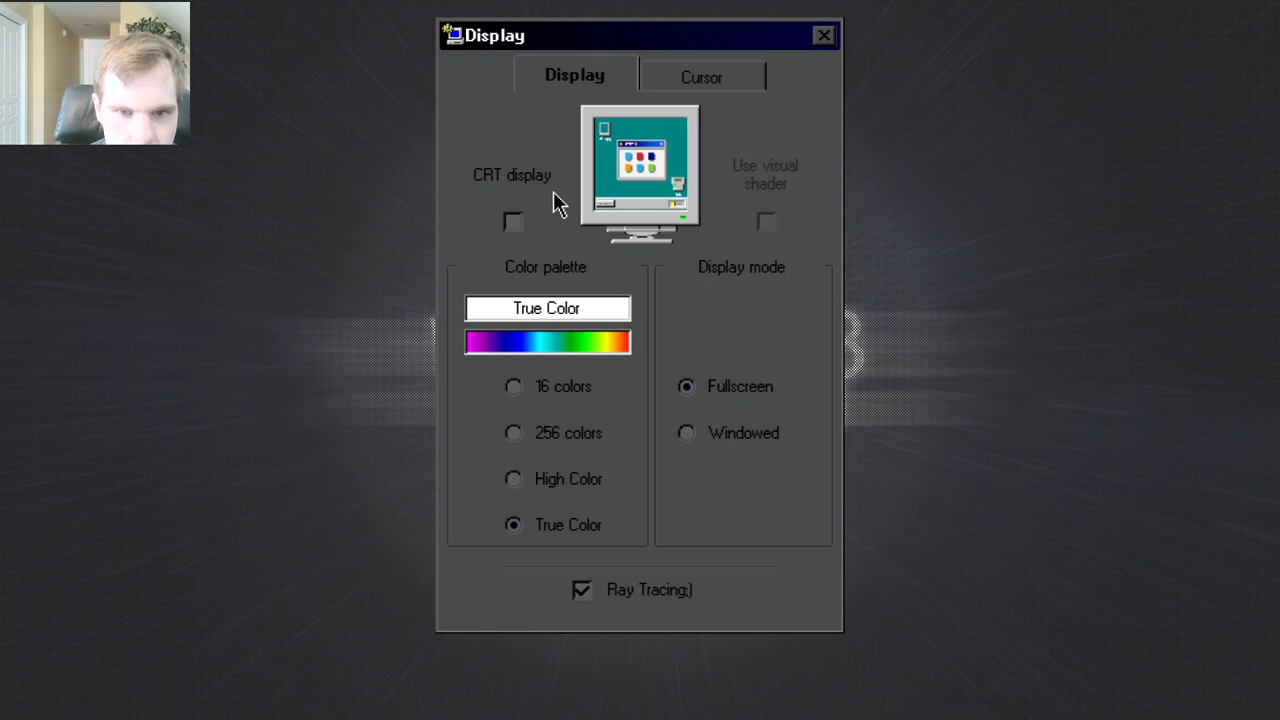 Display
Display
Cursor
CRT display
Use visual
shader
Color palette
Display mode
True Color
16 colors
Fullscreen
256 colors
Windowed
High Color
True Color
Ray Tracing;)